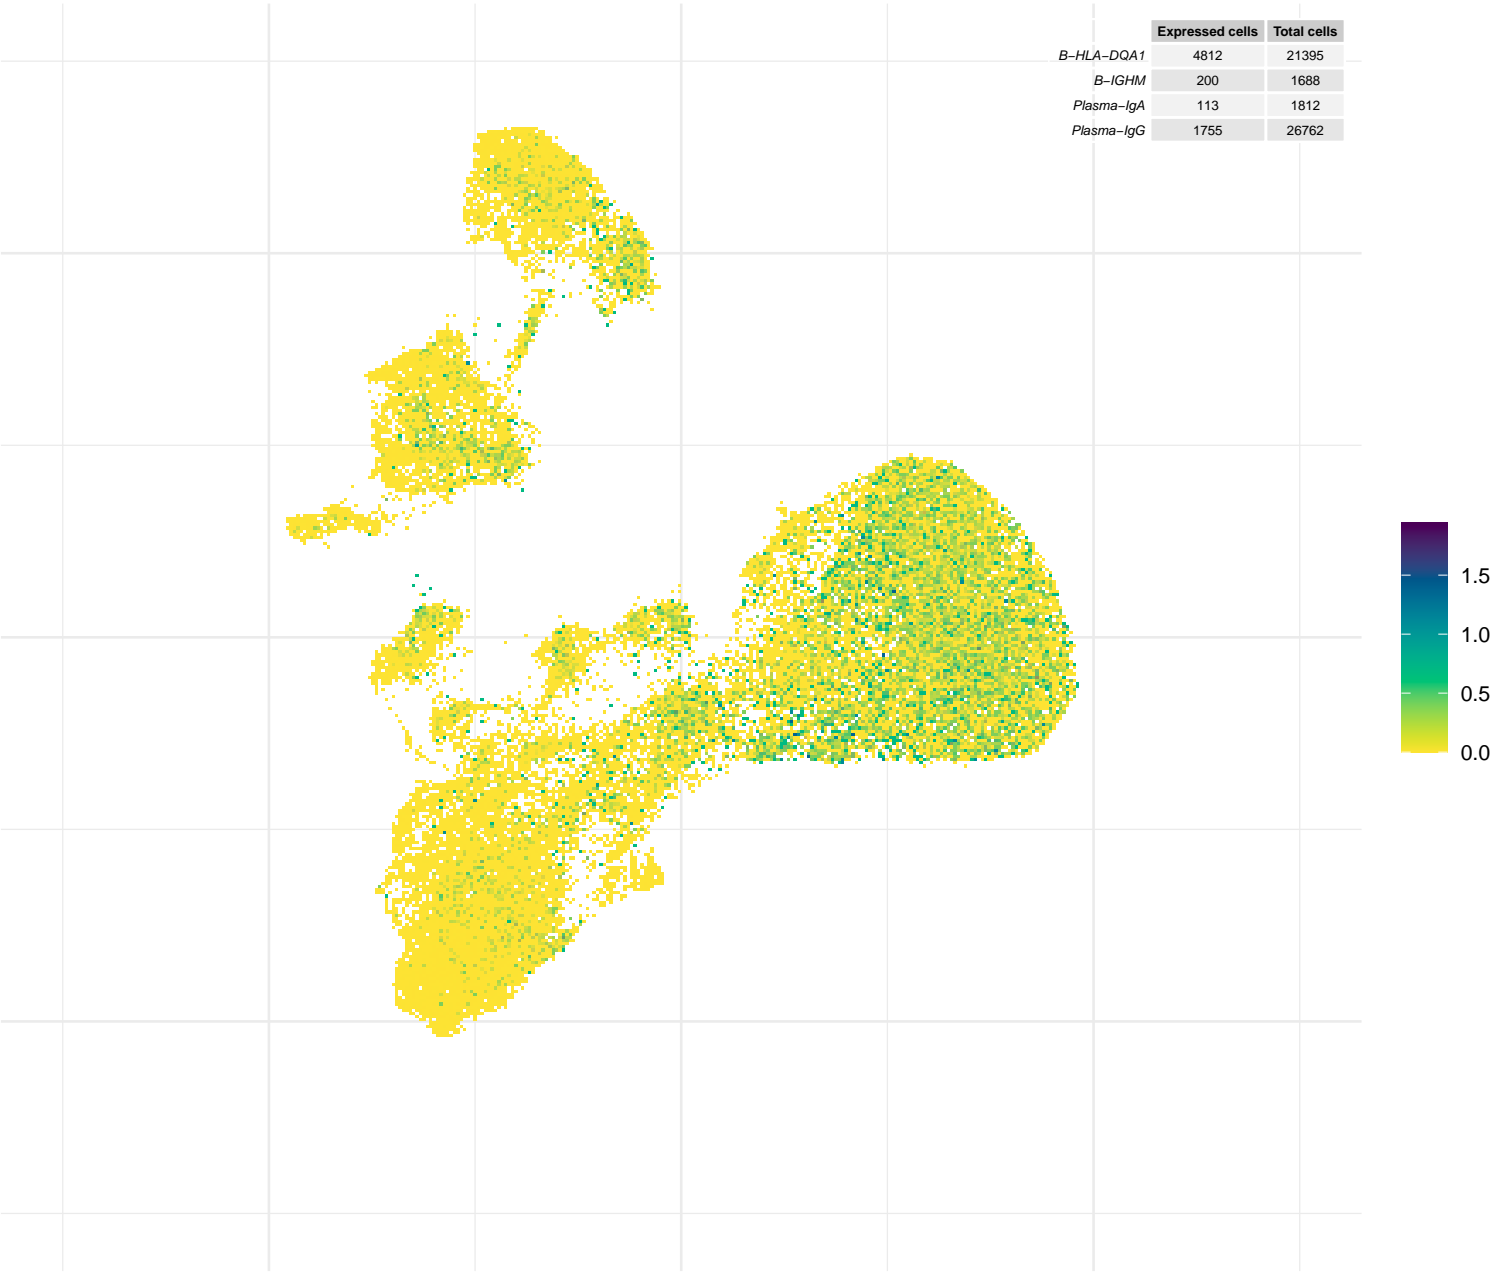 Expressed cells Total cells
B−HLA−DQA1 4812 21395
B−IGHM 200 1688
Plasma−IgA 113 1812
Plasma−IgG 1755 26762
1.5
1.0
0.5
0.0